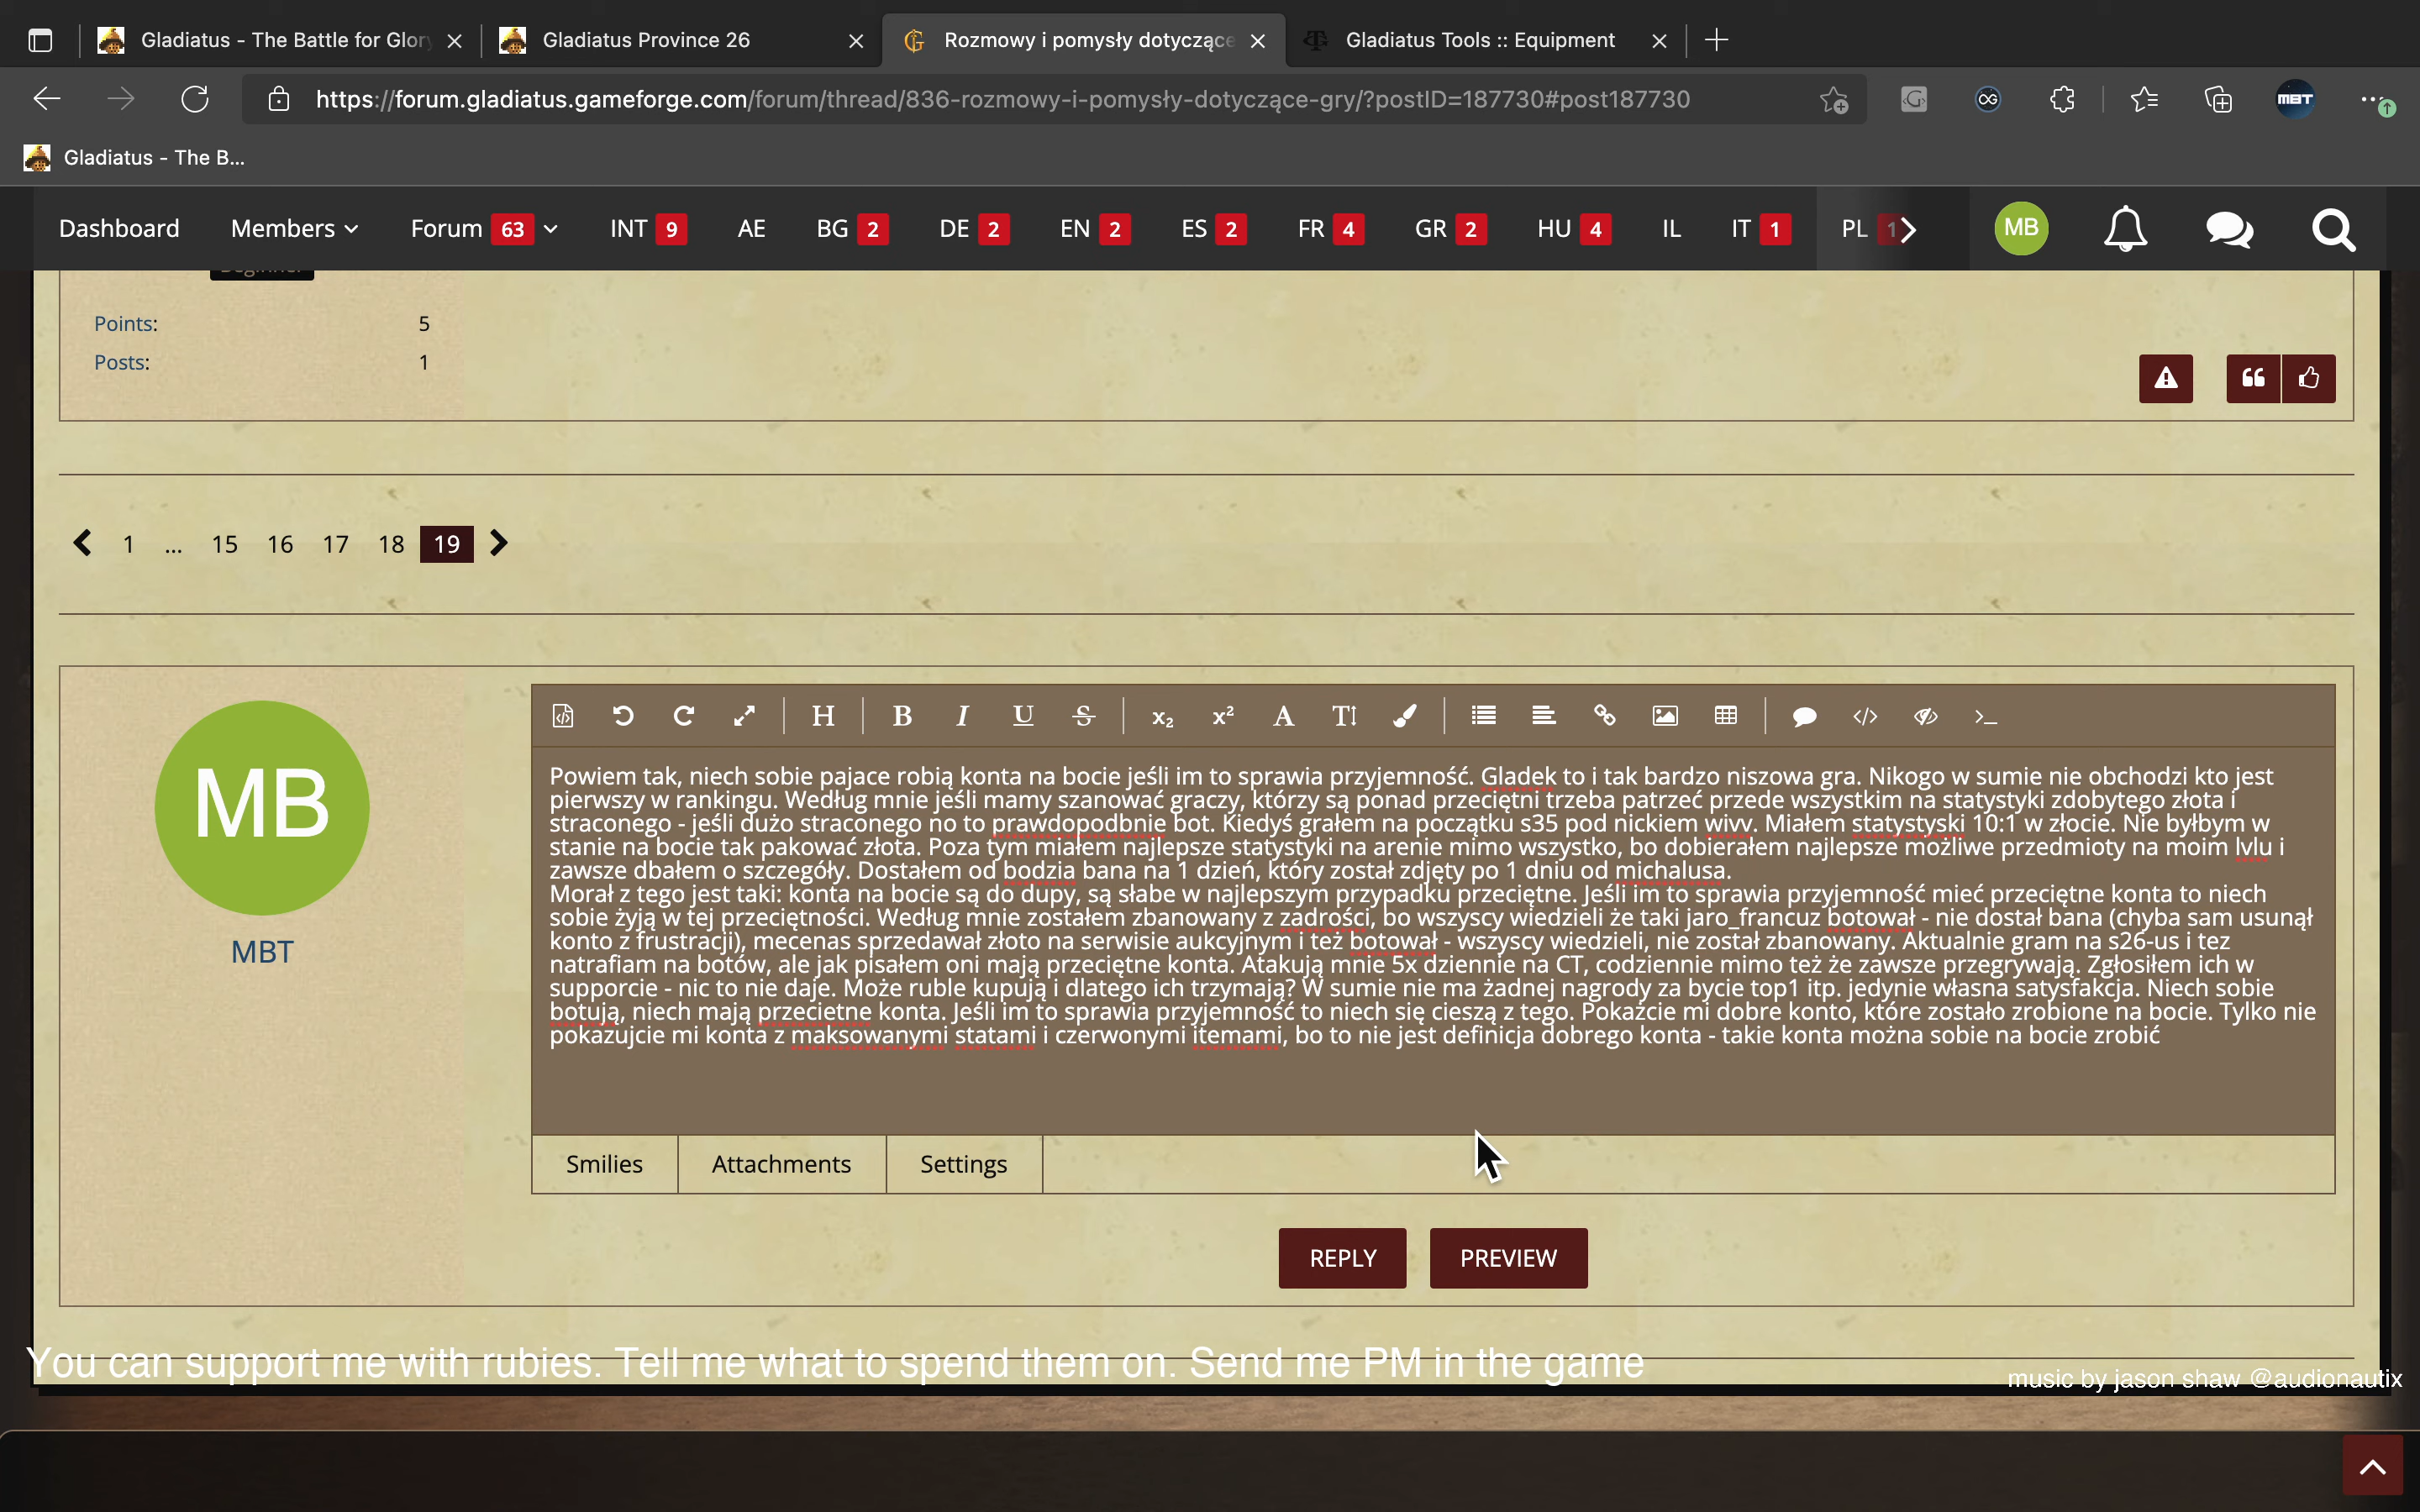 Gladiatus - The Battle for Glory
Gladiatus Province 26
Rozmowy i pomysły dotyczące
Gladiatus Tools :: Equipment
https://forum.gladiatus.gameforge.com/forum/thread/836-rozmowy-i-pomysły-dotyczące-gry/?postID=187730#post187730
MBT
Gladiatus - The B...
Dashboard Members Forum 63 INT 9 AE BG 2 DE 2 EN 2 ES 2 FR 4 GR 2 HU 4 IL IT 1 PL 1 MB
Beginner
Points: 5
Posts: 1
1 ... 15 16 17 18 19
H B I U S x₂ x² A T
Powiem tak, niech sobie pajace robią konta na bocie jeśli im to sprawia przyjemność. Gladek to i tak bardzo niszowa gra. Nikogo w sumie nie obchodzi kto jest
pierwszy w rankingu. Według mnie jeśli mamy szanować graczy, którzy są ponad przeciętni trzeba patrzeć przede wszystkim na statystyki zdobytego złota i
straconego - jeśli dużo straconego no to prawdopodbnie bot. Kiedyś grałem na początku s35 pod nickiem wivv. Miałem statystyski 10:1 w złocie. Nie byłbym w
stanie na bocie tak pakować złota. Poza tym miałem najlepsze statystyki na arenie mimo wszystko, bo dobierałem najlepsze możliwe przedmioty na moim lvlu i
zawsze dbałem o szczegóły. Dostałem od bodzia bana na 1 dzień, który został zdjęty po 1 dniu od michalusa.
Morał z tego jest taki: konta na bocie są do dupy, są słabe w najlepszym przypadku przeciętne. Jeśli im to sprawia przyjemność mieć przeciętne konta to niech
sobie żyją w tej przeciętności. Według mnie zostałem zbanowany z zadrości, bo wszyscy wiedzieli że taki jaro_francuz botował - nie dostał bana (chyba sam usunął
konto z frustracji), mecenas sprzedawał złoto na serwisie aukcyjnym i też botował - wszyscy wiedzieli, nie został zbanowany. Aktualnie gram na s26-us i tez
natrafiam na botów, ale jak pisałem oni mają przeciętne konta. Atakują mnie 5x dziennie na CT, codziennie mimo też że zawsze przegrywają. Zgłosiłem ich w
supporcie - nic to nie daje. Może ruble kupują i dlatego ich trzymają? W sumie nie ma żadnej nagrody za bycie top1 itp. jedynie własna satysfakcja. Niech sobie
botują, niech mają przecietne konta. Jeśli im to sprawia przyjemność to niech się cieszą z tego. Pokażcie mi dobre konto, które zostało zrobione na bocie. Tylko nie
pokazujcie mi konta z maksowanymi statami i czerwonymi itemami, bo to nie jest definicja dobrego konta - takie konta można sobie na bocie zrobić
MB
MBT
Smilies Attachments Settings
REPLY PREVIEW
You can support me with rubies. Tell me what to spend them on. Send me PM in the game
music by jason shaw @audionautix